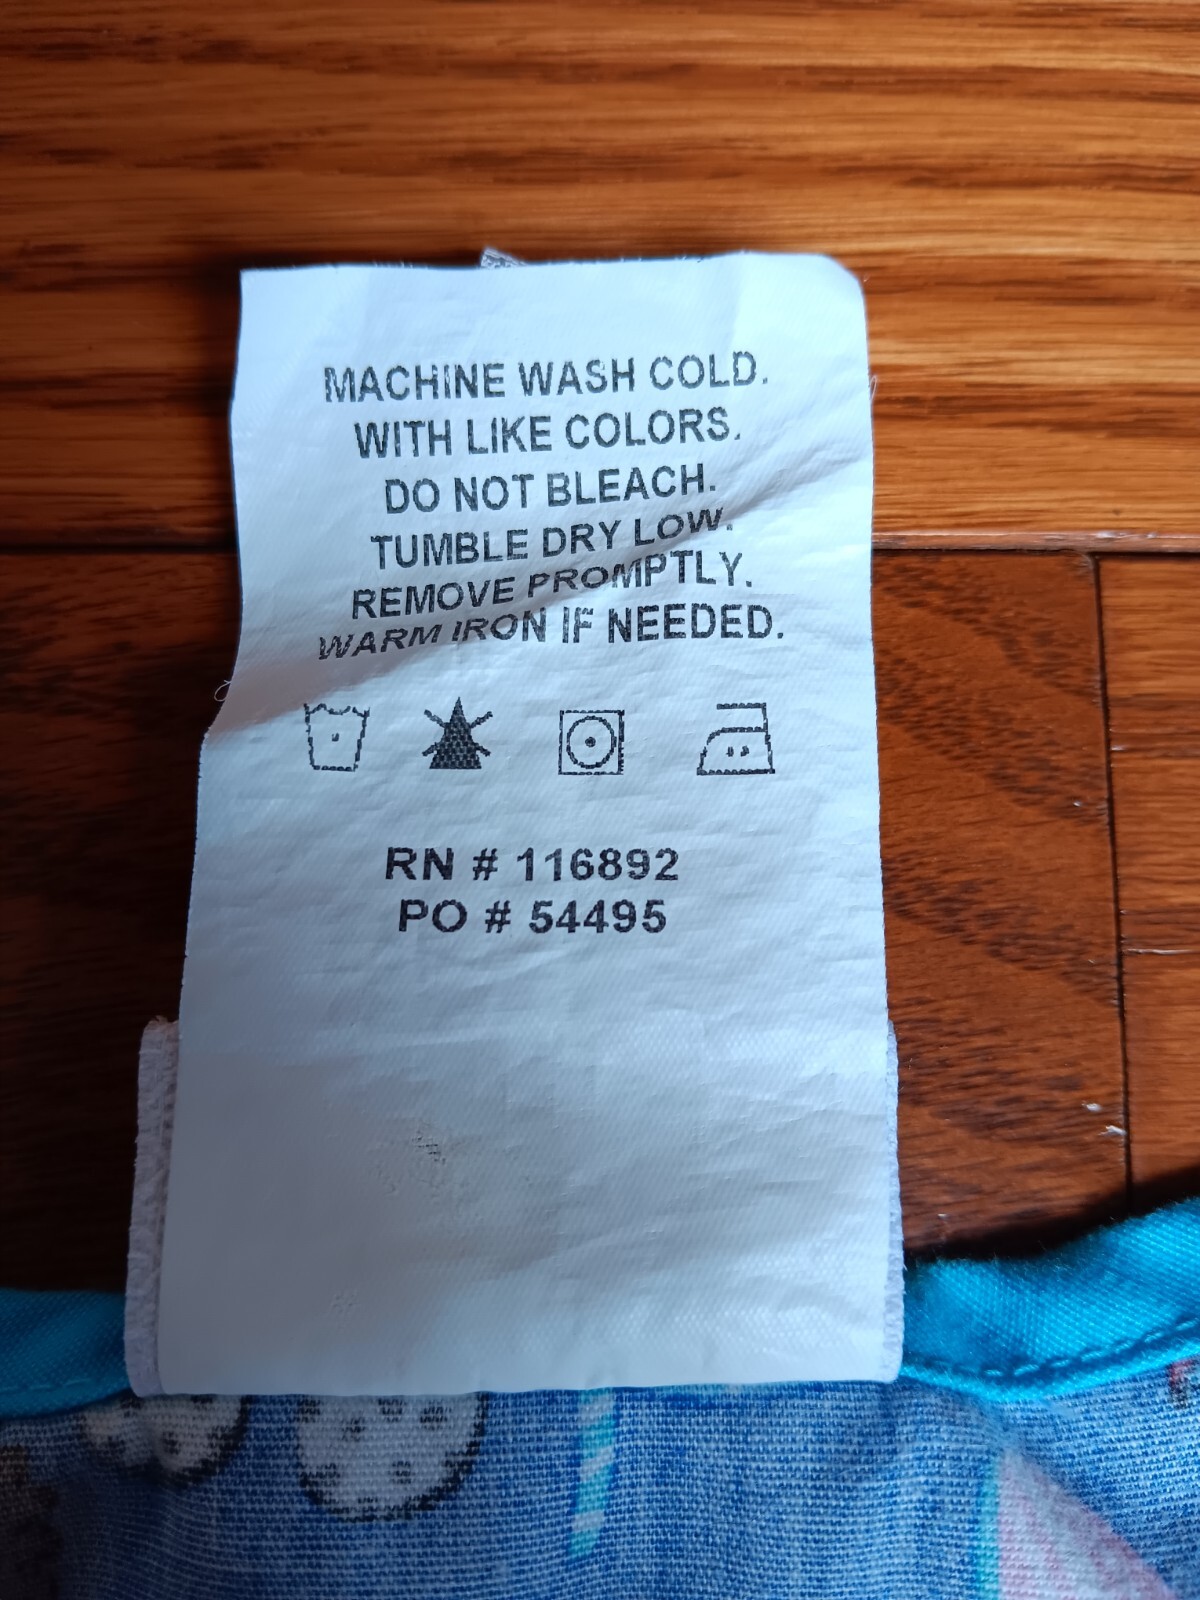 MACHINE WASH COLD.
WITH LIKE COLORS.
DO NOT BLEACH.
TUMBLE DRY LOW.
REMOVE PROMPTLY.
WARM IRON IF NEEDED.
RN # 116892
PO # 54495